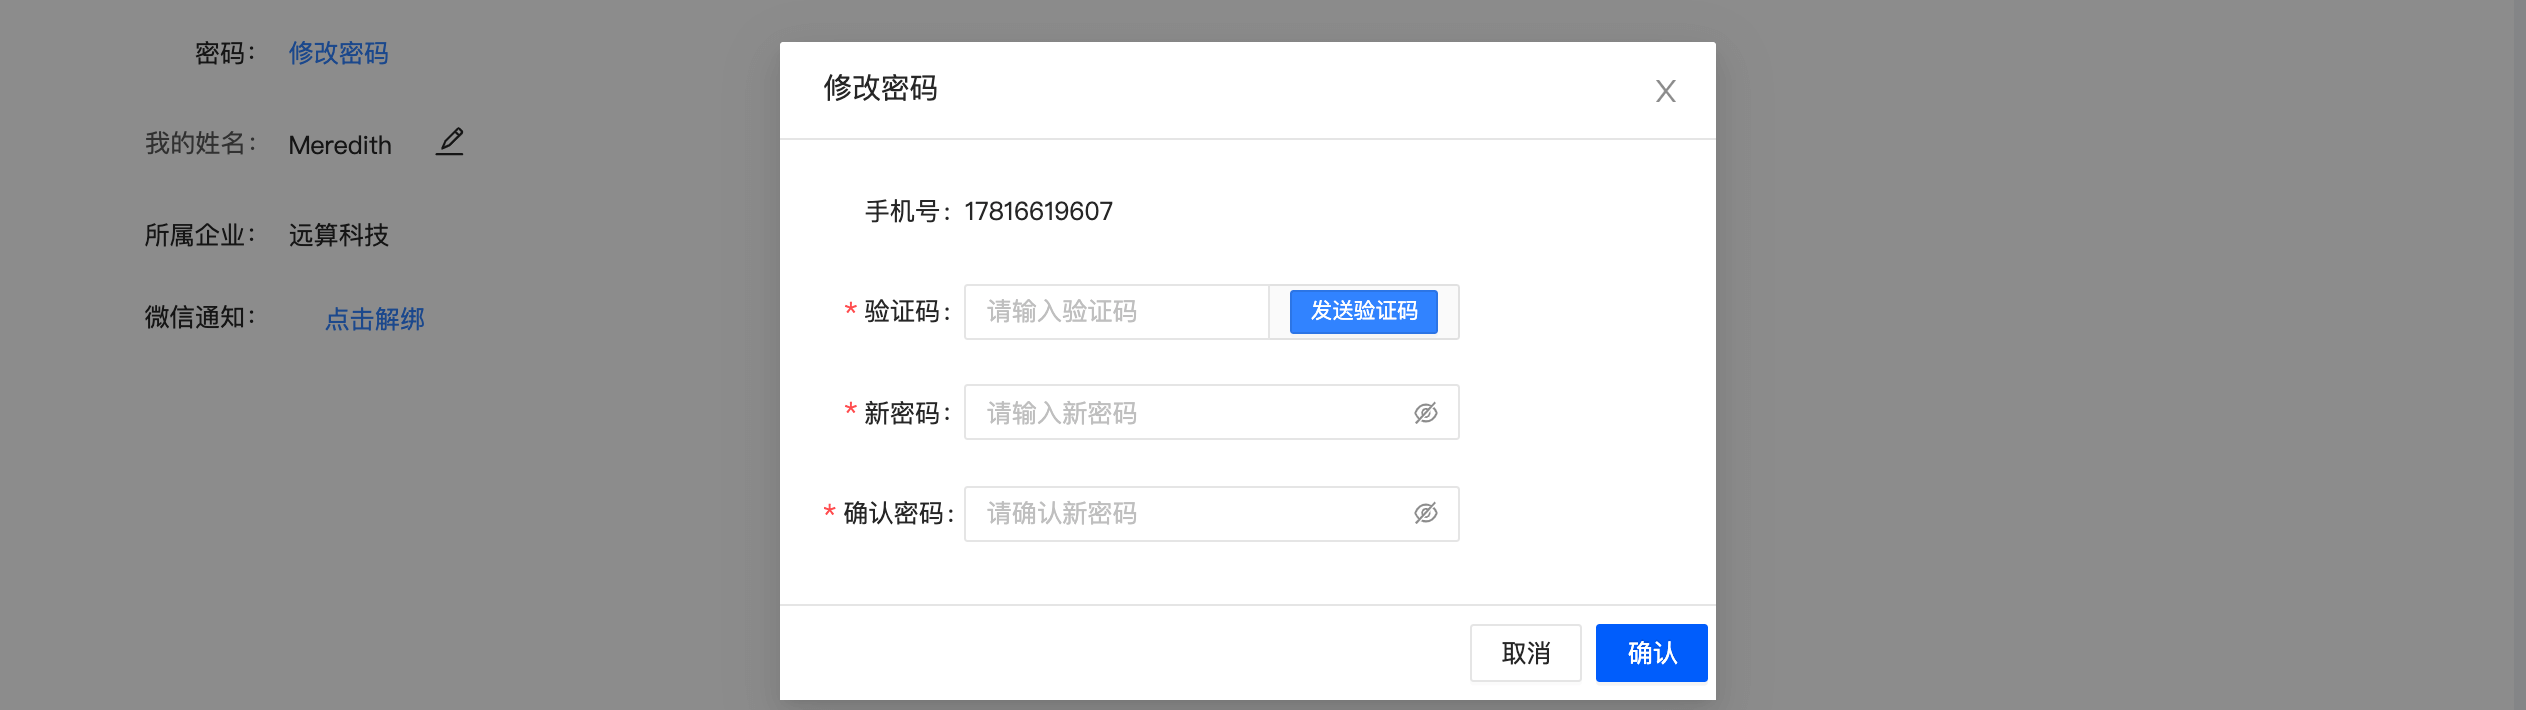 密码： 修改密码
我的姓名： Meredith
所属企业： 远算科技
微信通知： 点击解绑
修改密码
X
手机号： 17816619607
* 验证码： 请输入验证码 发送验证码
* 新密码： 请输入新密码
* 确认密码： 请确认新密码
取消 确认